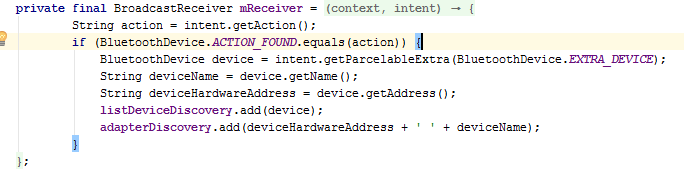 private final BroadcastReceiver mReceiver = (context, intent) → {
        String action = intent.getAction();
        if (BluetoothDevice.ACTION_FOUND.equals(action)) {
            BluetoothDevice device = intent.getParcelableExtra(BluetoothDevice.EXTRA_DEVICE);
            String deviceName = device.getName();
            String deviceHardwareAddress = device.getAddress();
            listDeviceDiscovery.add(device);
            adapterDiscovery.add(deviceHardwareAddress + ' ' + deviceName);
        }
};